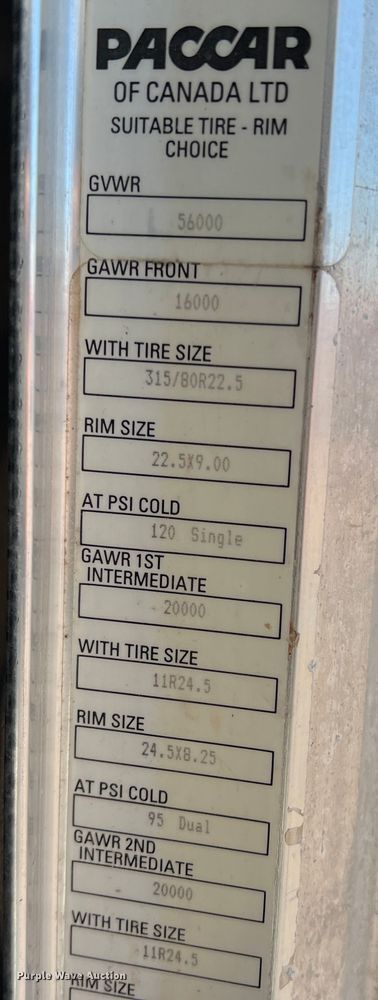 PACCAR
OF CANADA LTD
SUITABLE TIRE - RIM
CHOICE
GVWR
56000
GAWR FRONT
16000
WITH TIRE SIZE
315/80R22.5
RIM SIZE
22.5X9.00
AT PSI COLD
120 Single
GAWR 1ST
INTERMEDIATE
20000
WITH TIRE SIZE
11R24.5
RIM SIZE
24.5X8.25
AT PSI COLD
95 Dual
GAWR 2ND
INTERMEDIATE
20000
WITH TIRE SIZE
11R24.5
RIM SIZE
Purple Wave Auction